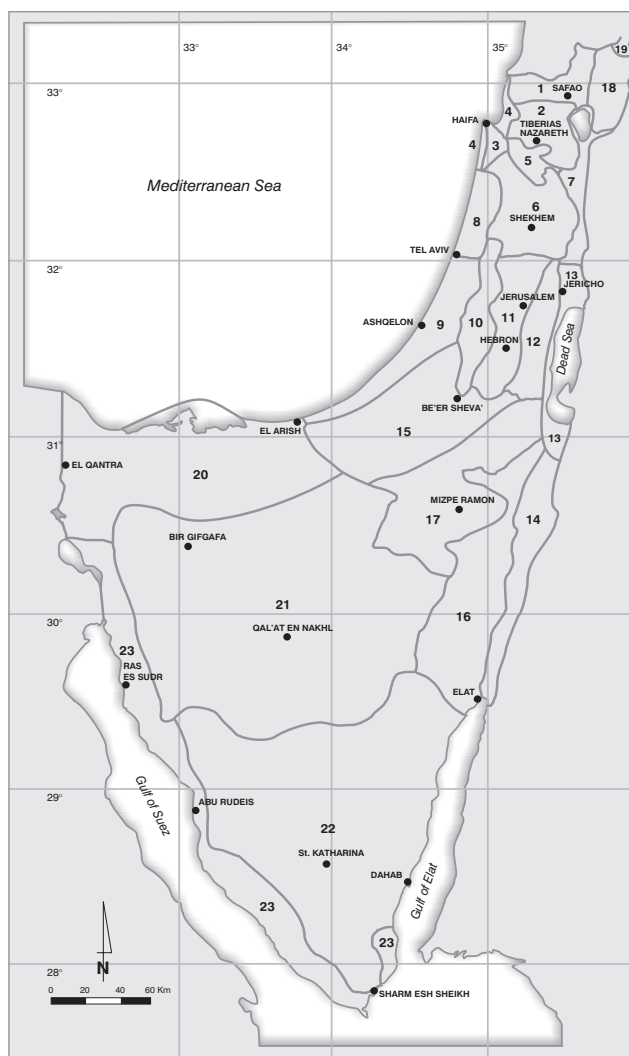 33°
34°
35°
19
33°
1
SAFAO
18
2
4
HAIFA
TIBERIAS
NAZARETH
4
3
5
7
Mediterranean Sea
6
SHEKHEM
8
TEL AVIV
32°
13
JERICHO
JERUSALEM
11
ASHQELON
9
10
12
HEBRON
Dead Sea
BE'ER SHEVA'
EL ARISH
15
31°
13
EL QANTRA
20
MIZPE RAMON
17
14
BIR GIFGAFA
21
30°
16
QAL'AT EN NAKHL
23
RAS
ES SUDR
ELAT
29°
Gulf of Suez
ABU RUDEIS
22
St. KATHARINA
DAHAB
Gulf of Elat
23
23
28°
N
SHARM ESH SHEIKH
0 20 40 60 Km